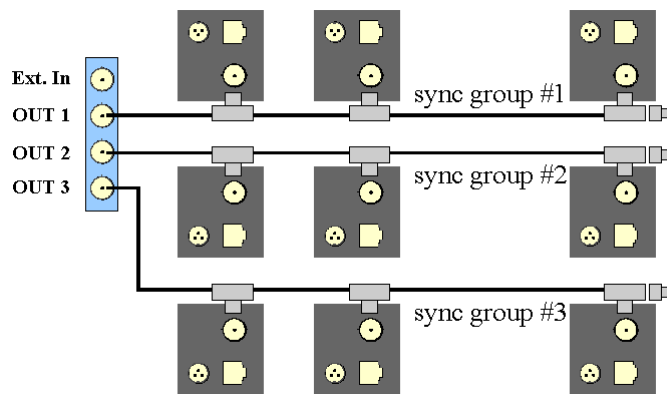 Ext. In
OUT 1
OUT 2
OUT 3
sync group #1
sync group #2
sync group #3